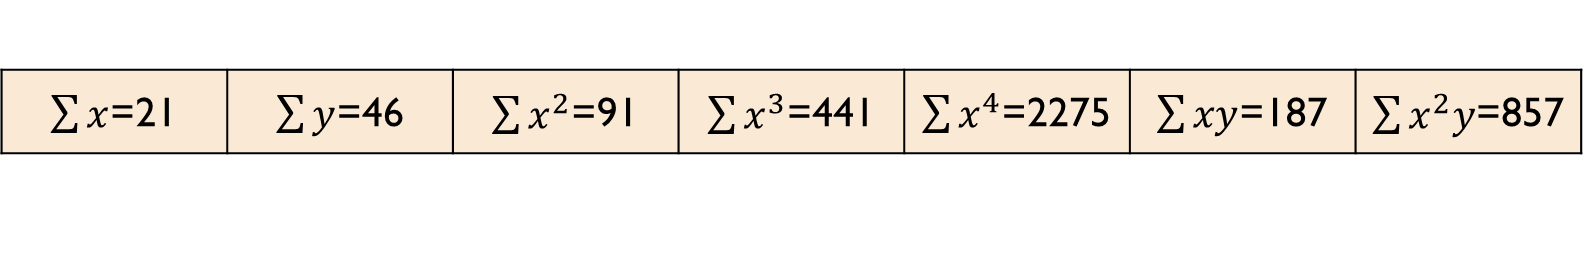 ∑ 𝑥=21 ∑ 𝑦=46 ∑ 𝑥²=91 ∑ 𝑥³=441 ∑ 𝑥⁴=2275 ∑ 𝑥𝑦=187 ∑ 𝑥²𝑦=857